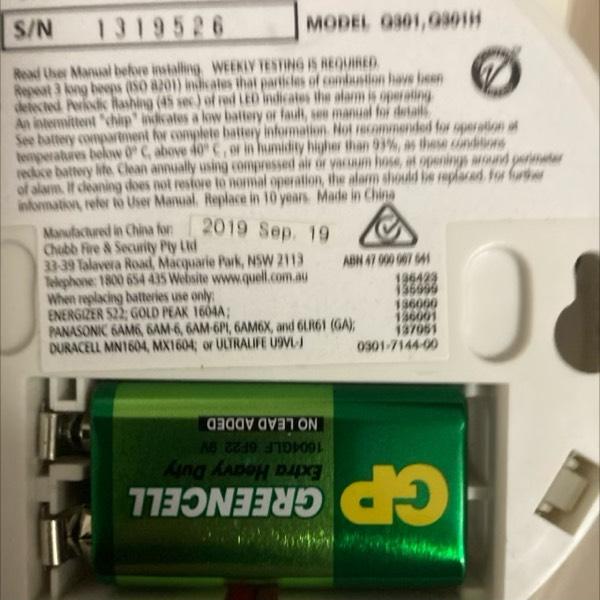 S/N 1319526 MODEL Q301,Q301H
Read User Manual before installing. WEEKLY TESTING IS REQUIRED.
Repeat 3 long beeps (ISO 8201) indicates that particles of combustion have been
detected. Periodic flashing (45 sec.) of red LED indicates the alarm is operating.
An intermittent "chirp" indicates a low battery or fault, see manual for details.
See battery compartment for complete battery information. Not recommended for operation at
temperatures below 0° C, above 40° C, or in humidity higher than 93%, as these conditions
reduce battery life. Clean annually using compressed air or vacuum hose, at openings around perimeter
of alarm. If cleaning does not restore to normal operation, the alarm should be replaced. For further
information, refer to User Manual. Replace in 10 years. Made in China
Manufactured in China for: 2019 Sep. 19
Chubb Fire & Security Pty Ltd
33-39 Talavera Road, Macquarie Park, NSW 2113 ABN 47 000 067 541
Telephone: 1800 654 435 Website www.quell.com.au 136423
When replacing batteries use only: 135999
ENERGIZER 522; GOLD PEAK 1604A; 136000
136001
PANASONIC 6AM6, 6AM-6, 6AM-6PI, 6AM6X, and 6LR61 (GA); 137051
DURACELL MN1604, MX1604; or ULTRALIFE U9VL-J 0301-7144-00
GP GREENCELL
Extra Heavy Duty
1604GLF 6F22 9V
NO LEAD ADDED